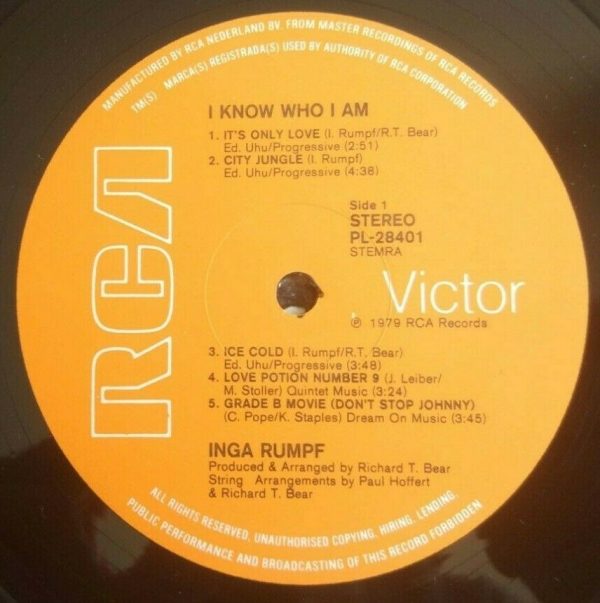 MANUFACTURED BY RCA NEDERLAND BV. FROM MASTER RECORDINGS OF RCA RECORDS
TM(S) MARCA(S) REGISTRADA(S) USED BY AUTHORITY OF RCA CORPORATION
I KNOW WHO I AM
1. IT'S ONLY LOVE (I. Rumpf/R.T. Bear)
Ed. Uhu/Progressive (2:51)
2. CITY JUNGLE (I. Rumpf)
Ed. Uhu/Progressive (4:38)
Side 1
STEREO
PL-28401
STEMRA
RCA
Victor
℗ 1979 RCA Records
3. ICE COLD (I. Rumpf/R.T. Bear)
Ed. Uhu/Progressive (3:48)
4. LOVE POTION NUMBER 9 (J. Leiber/
M. Stoller) Quintet Music (3:24)
5. GRADE B MOVIE (DON'T STOP JOHNNY)
(C. Pope/K. Staples) Dream On Music (3:45)
INGA RUMPF
Produced & Arranged by Richard T. Bear
String Arrangements by Paul Hoffert
& Richard T. Bear
ALL RIGHTS RESERVED, UNAUTHORISED COPYING, HIRING, LENDING,
PUBLIC PERFORMANCE AND BROADCASTING OF THIS RECORD FORBIDDEN